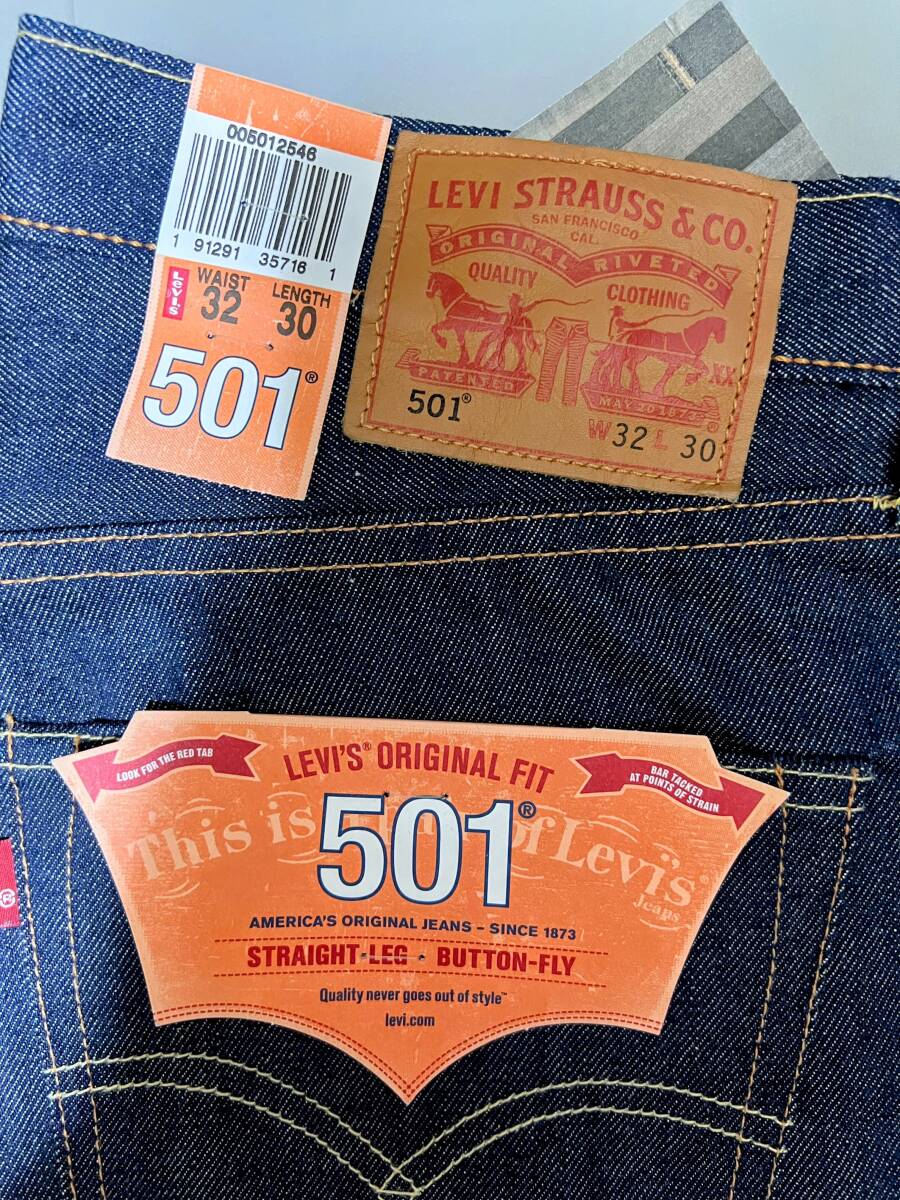 005012546
1 91291 35716 1
Levi's
WAIST LENGTH
32 30
501®
LEVI STRAUSS & CO.
SAN FRANCISCO
CAL.
ORIGINAL RIVETED
QUALITY CLOTHING
XX
PATENTED MAY 20 1873
®
501®
W 32 L 30
LOOK FOR THE RED TAB
LEVI'S® ORIGINAL FIT
BAR TACKED
AT POINTS OF STRAIN
501®
This is a of Levi's®
Jeans
AMERICA'S ORIGINAL JEANS – SINCE 1873
STRAIGHT-LEG • BUTTON-FLY
Quality never goes out of style™
levi.com
®